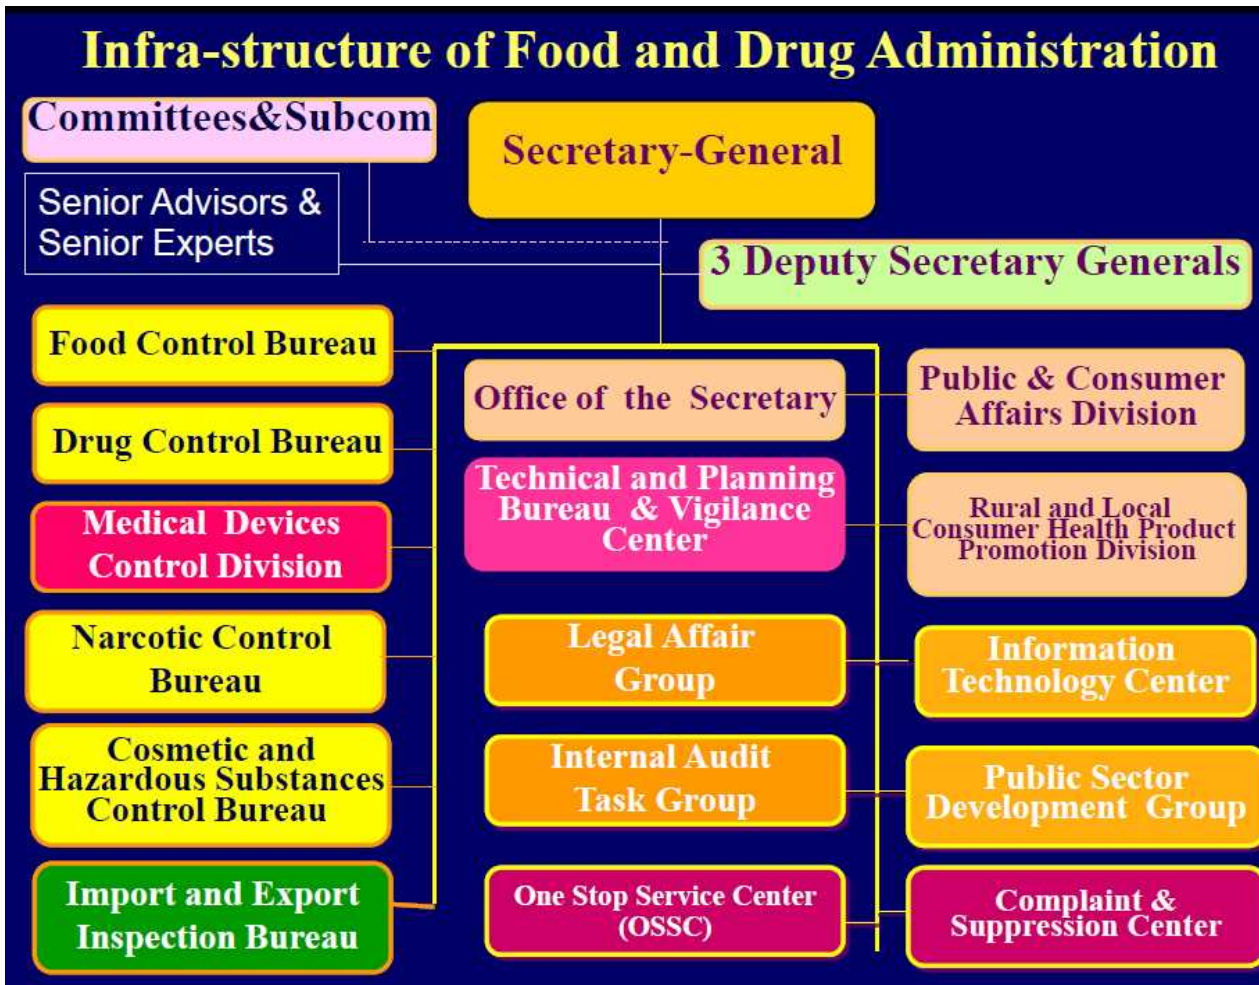 Infra-structure of Food and Drug Administration
Committees&Subcom
Secretary-General
Senior Advisors &
Senior Experts
3 Deputy Secretary Generals
Food Control Bureau
Office of the Secretary
Public & Consumer
Affairs Division
Drug Control Bureau
Technical and Planning
Bureau & Vigilance
Center
Rural and Local
Consumer Health Product
Promotion Division
Medical Devices
Control Division
Narcotic Control
Bureau
Legal Affair
Group
Information
Technology Center
Cosmetic and
Hazardous Substances
Control Bureau
Internal Audit
Task Group
Public Sector
Development Group
Import and Export
Inspection Bureau
One Stop Service Center
(OSSC)
Complaint &
Suppression Center